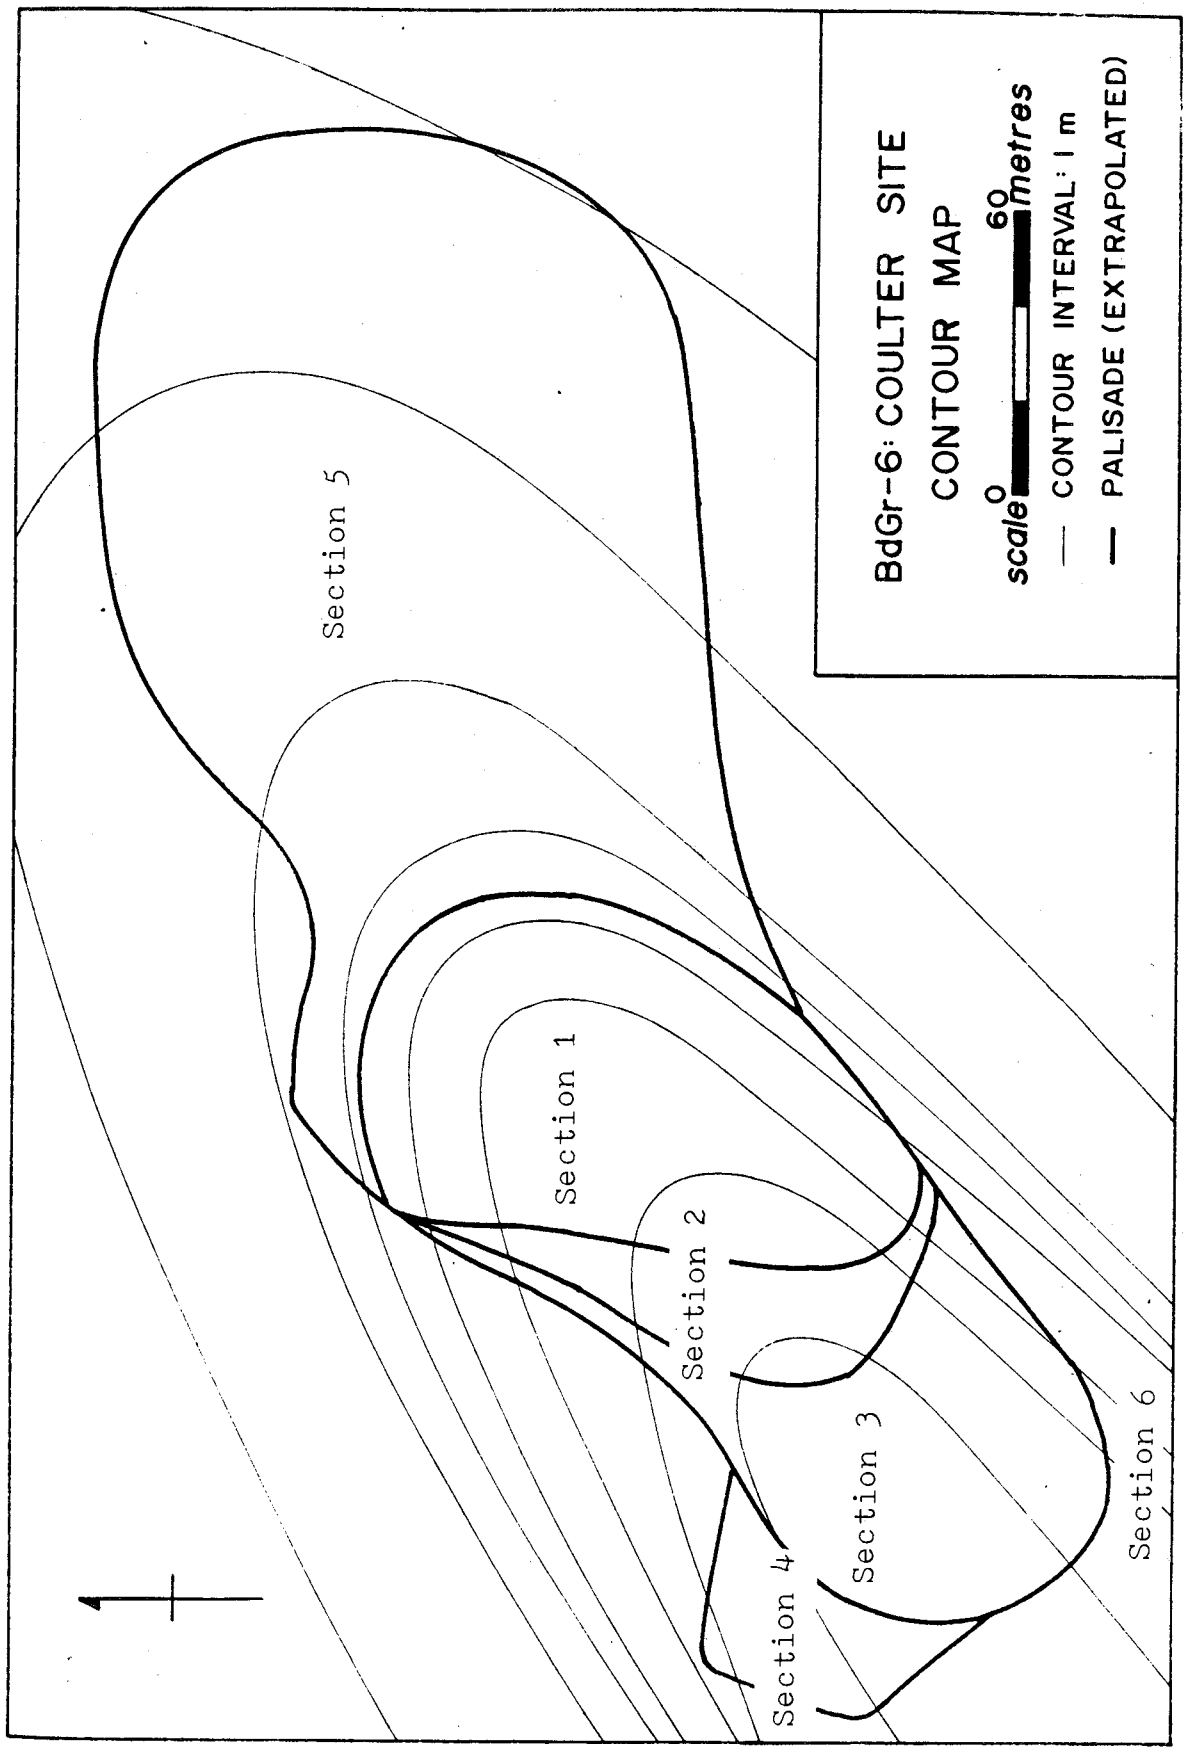 Section 5
Section 1
Section 2
Section 3
Section 4
Section 6
BdGr-6: COULTER SITE
CONTOUR MAP
scale 0 60 metres
CONTOUR INTERVAL: 1 m
PALISADE (EXTRAPOLATED)